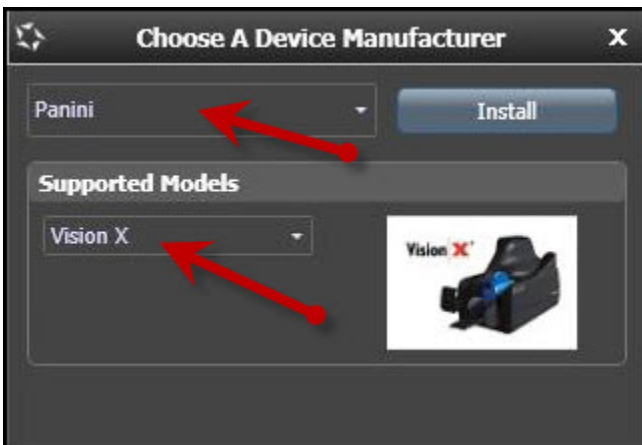 Choose A Device Manufacturer X
Panini
Install
Supported Models
Vision X
Vision X